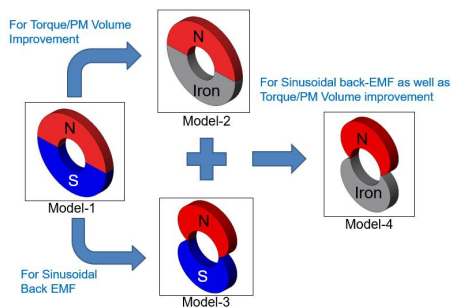 For Torque/PM Volume
Improvement
N
Iron
Model-2
For Sinusoidal back-EMF as well as
Torque/PM Volume improvement
N
S
Model-1
N
Iron
Model-4
N
S
Model-3
For Sinusoidal
Back EMF